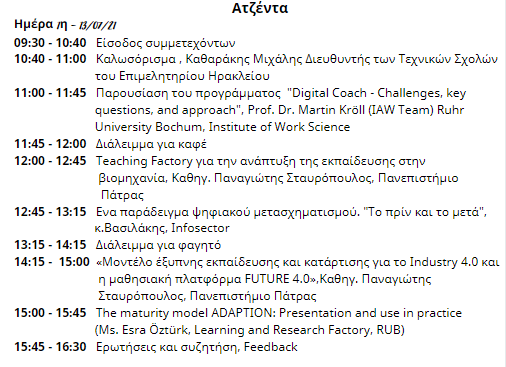 Ατζέντα
Ημέρα 1η - 13/07/21
09:30 - 10:40 Είσοδος συμμετεχόντων
10:40 - 11:00 Καλωσόρισμα , Καθαράκης Μιχάλης Διευθυντής των Τεχνικών Σχολών
του Επιμελητηρίου Ηρακλείου
11:00 - 11:45 Παρουσίαση του προγράμματος "Digital Coach - Challenges, key
questions, and approach", Prof. Dr. Martin Kröll (IAW Team) Ruhr
University Bochum, Institute of Work Science
11:45 - 12:00 Διάλειμμα για καφέ
12:00 - 12:45 Teaching Factory για την ανάπτυξη της εκπαίδευσης στην
βιομηχανία, Καθηγ. Παναγιώτης Σταυρόπουλος, Πανεπιστήμιο
Πάτρας
12:45 - 13:15 Ενα παράδειγμα ψηφιακού μετασχηματισμού. "Το πρίν και το μετά",
κ.Βασιλάκης, Infosector
13:15 - 14:15 Διάλειμμα για φαγητό
14:15 - 15:00 «Μοντέλο έξυπνης εκπαίδευσης και κατάρτισης για το Industry 4.0 και
η μαθησιακή πλατφόρμα FUTURE 4.0»,Καθηγ. Παναγιώτης
Σταυρόπουλος, Πανεπιστήμιο Πάτρας
15:00 - 15:45 The maturity model ADAPTION: Presentation and use in practice
(Ms. Esra Öztürk, Learning and Research Factory, RUB)
15:45 - 16:30 Ερωτήσεις και συζήτηση, Feedback